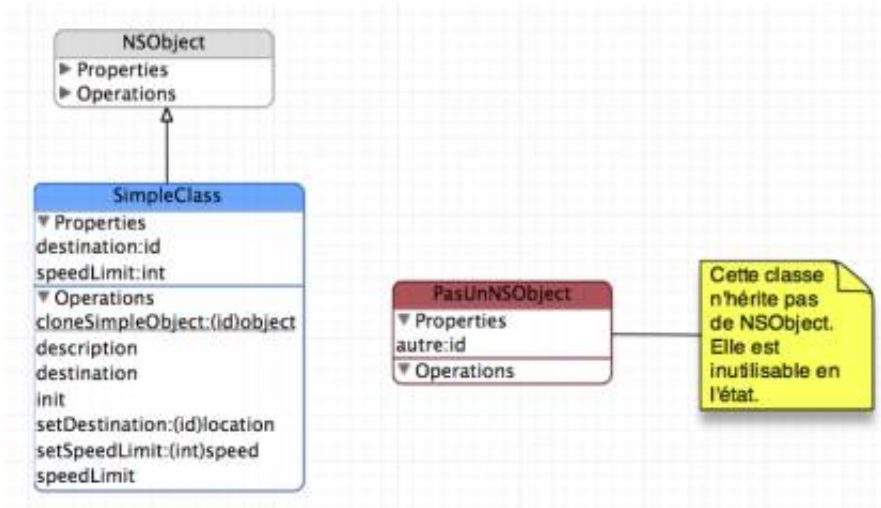 NSObject
Properties
Operations
SimpleClass
Properties
destination:id
speedLimit:int
Operations
cloneSimpleObject:(id)object
description
destination
init
setDestination:(id)location
setSpeedLimit:(int)speed
speedLimit
PasUnNSObject
Properties
autre:id
Operations
Cette classe
n'hérite pas
de NSObject.
Elle est
inutilisable en
l'état.